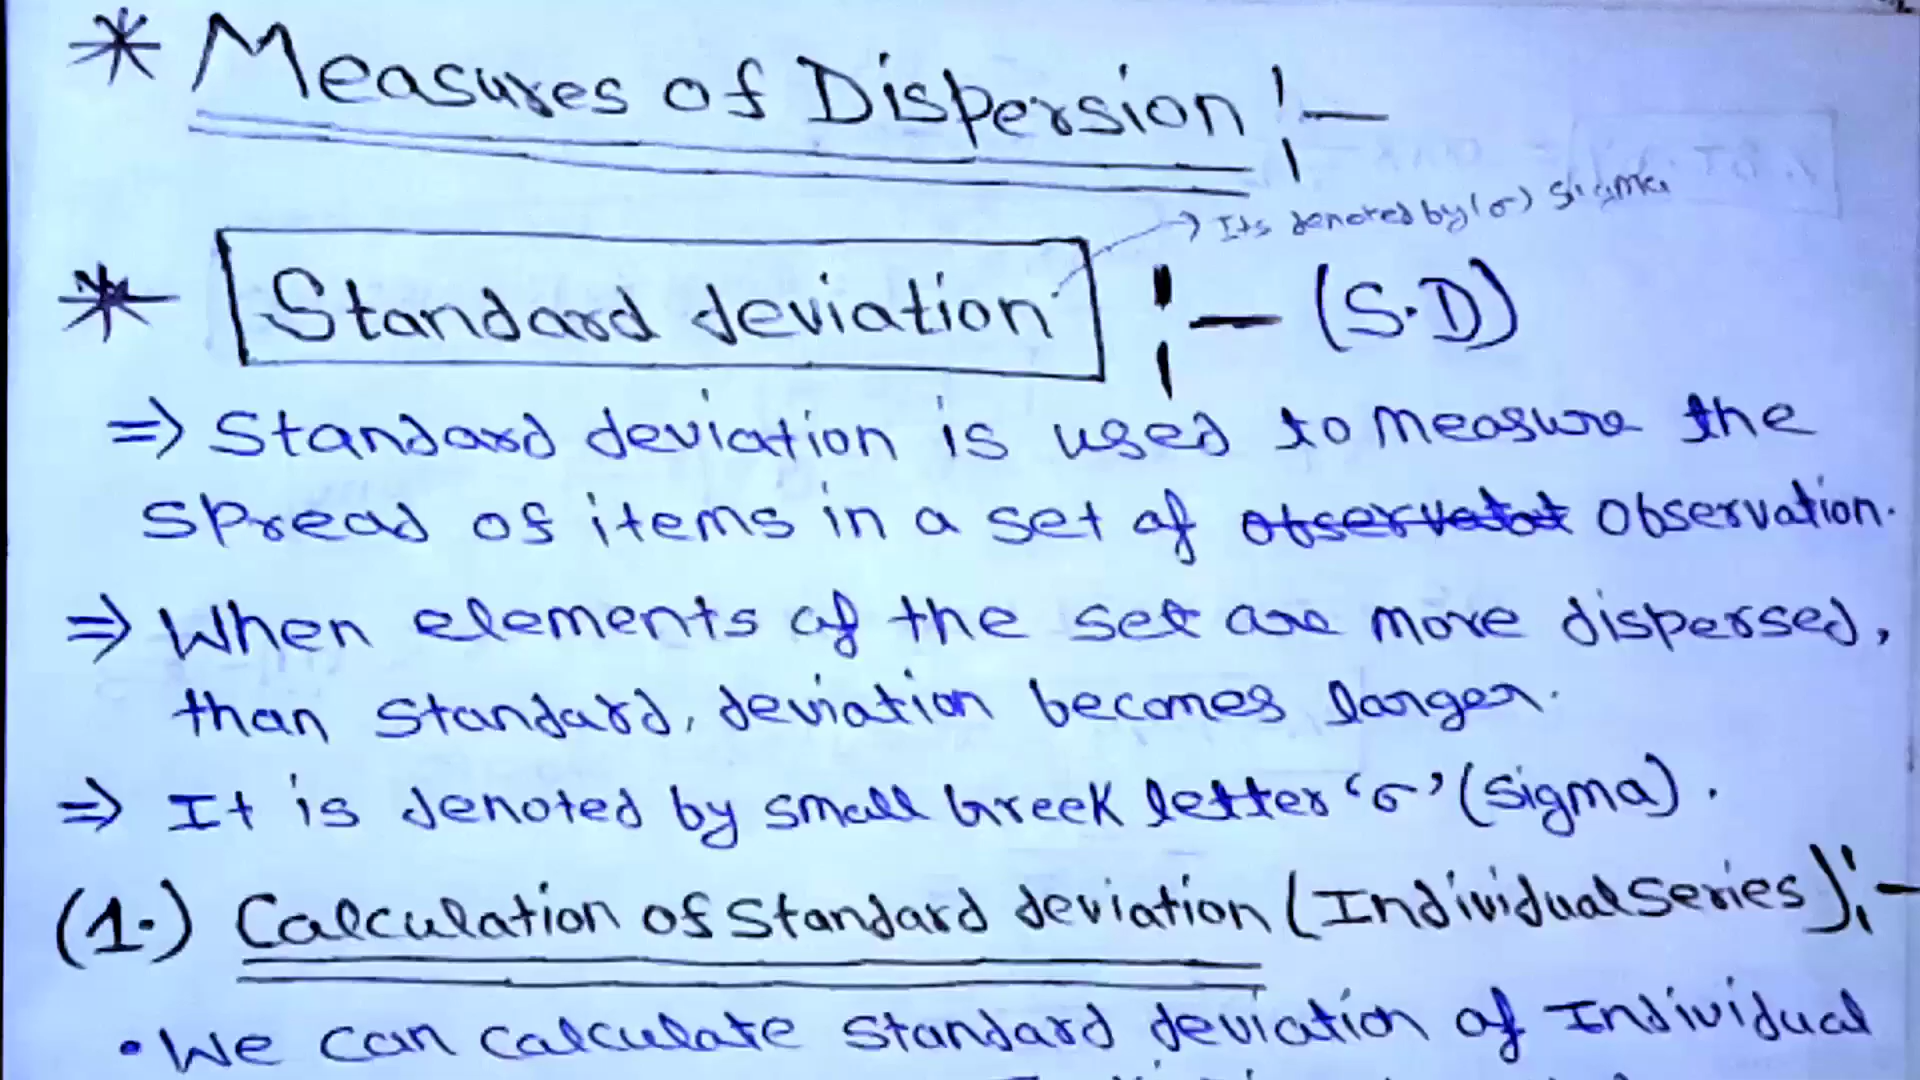 * Measures of Dispersion :-
→ Its denoted by (σ) sigma
* Standard deviation :- (S.D)
=> Standard deviation is used to measure the
spread of items in a set of observatot observation.
=> When elements of the set are more dispersed,
than standard, deviation becomes larger.
=> It is denoted by small Greek letter 'σ' (sigma).
(1.) Calculation of Standard deviation (Individual Series) :-
• We can calculate standard deviation of Individual